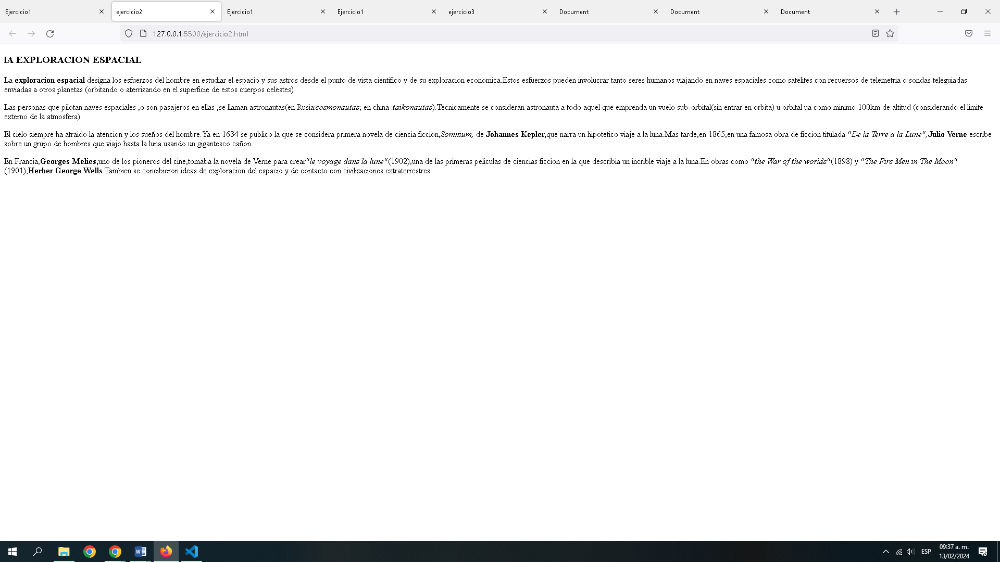 Ejercicio1
ejercicio2
Ejercicio1
Ejercicio1
ejercicio3
Document
Document
Document
127.0.0.1:5500/ejercicio2.html
lA EXPLORACION ESPACIAL
La exploracion espacial designa los esfuerzos del hombre en estudiar el espacio y sus astros desde el punto de vista cientifico y de su exploracion economica.Estos esfuerzos pueden involucrar tanto seres humanos viajando en naves espaciales como satelites con recuersos de telemetria o sondas teleguiadas
enviadas a otros planetas (orbitando o aterrizando en el superficie de estos cuerpos celestes)
Las personas que pilotan naves espaciales ,o son pasajeros en ellas ,se llaman astronautas(en Rusia:cosmonautas; en china :taikonautas).Tecnicamente se consideran astronauta a todo aquel que emprenda un vuelo sub-orbital(sin entrar en orbita) u orbital ua como minimo 100km de altitud (considerando el limite
externo de la atmosfera).
El cielo siempre ha atraido la atencion y los sueños del hombre. Ya en 1634 se publico la que se considera primera novela de ciencia ficcion,Somnium, de Johannes Kepler,que narra un hipotetico viaje a la luna.Mas tarde,en 1865,en una famosa obra de ficcion titulada "De la Terre a la Lune",Julio Verne escribe
sobre un grupo de hombres que viajo hasta la luna usando un gigantesco cañon.
En Francia,Georges Melies,uno de los pioneros del cine,tomaba la novela de Verne para crear"le voyage dans la lune"(1902),una de las primeras peliculas de ciencias ficcion en la que describia un incrible viaje a la luna.En obras como "the War of the worlds"(1898) y "The Firs Men in The Moon"
(1901),Herber George Wells Tambien se concibieron ideas de exploracion del espacio y de contacto con civilizaciones extraterrestres.
ESP
09:37 a. m.
13/02/2024